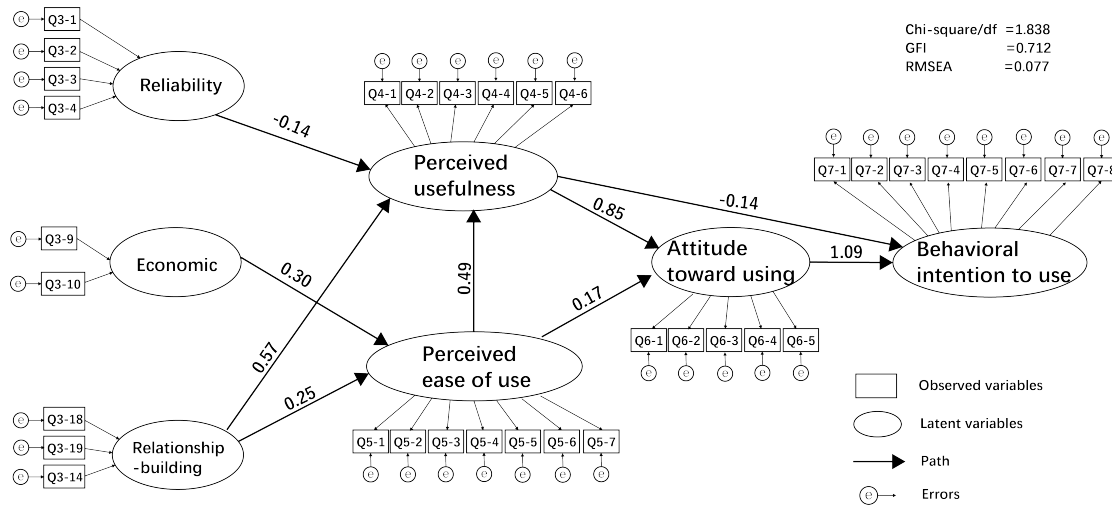 e Q3-1
e Q3-2
e Q3-3
e Q3-4
Reliability
Chi-square/df =1.838
GFI =0.712
RMSEA =0.077
e e e e e e
Q4-1 Q4-2 Q4-3 Q4-4 Q4-5 Q4-6
-0.14
Perceived
usefulness
e e e e e e e e
Q7-1 Q7-2 Q7-3 Q7-4 Q7-5 Q7-6 Q7-7 Q7-8
-0.14
0.85
e Q3-9
e Q3-10
Economic
0.30
0.49
0.17
Attitude
toward using
1.09
Behavioral
intention to use
Q6-1 Q6-2 Q6-3 Q6-4 Q6-5
e e e e e
0.57
0.25
Perceived
ease of use
Q5-1 Q5-2 Q5-3 Q5-4 Q5-5 Q5-6 Q5-7
e e e e e e e
e Q3-18
e Q3-19
e Q3-14
Relationship
-building
Observed variables
Latent variables
Path
e Errors